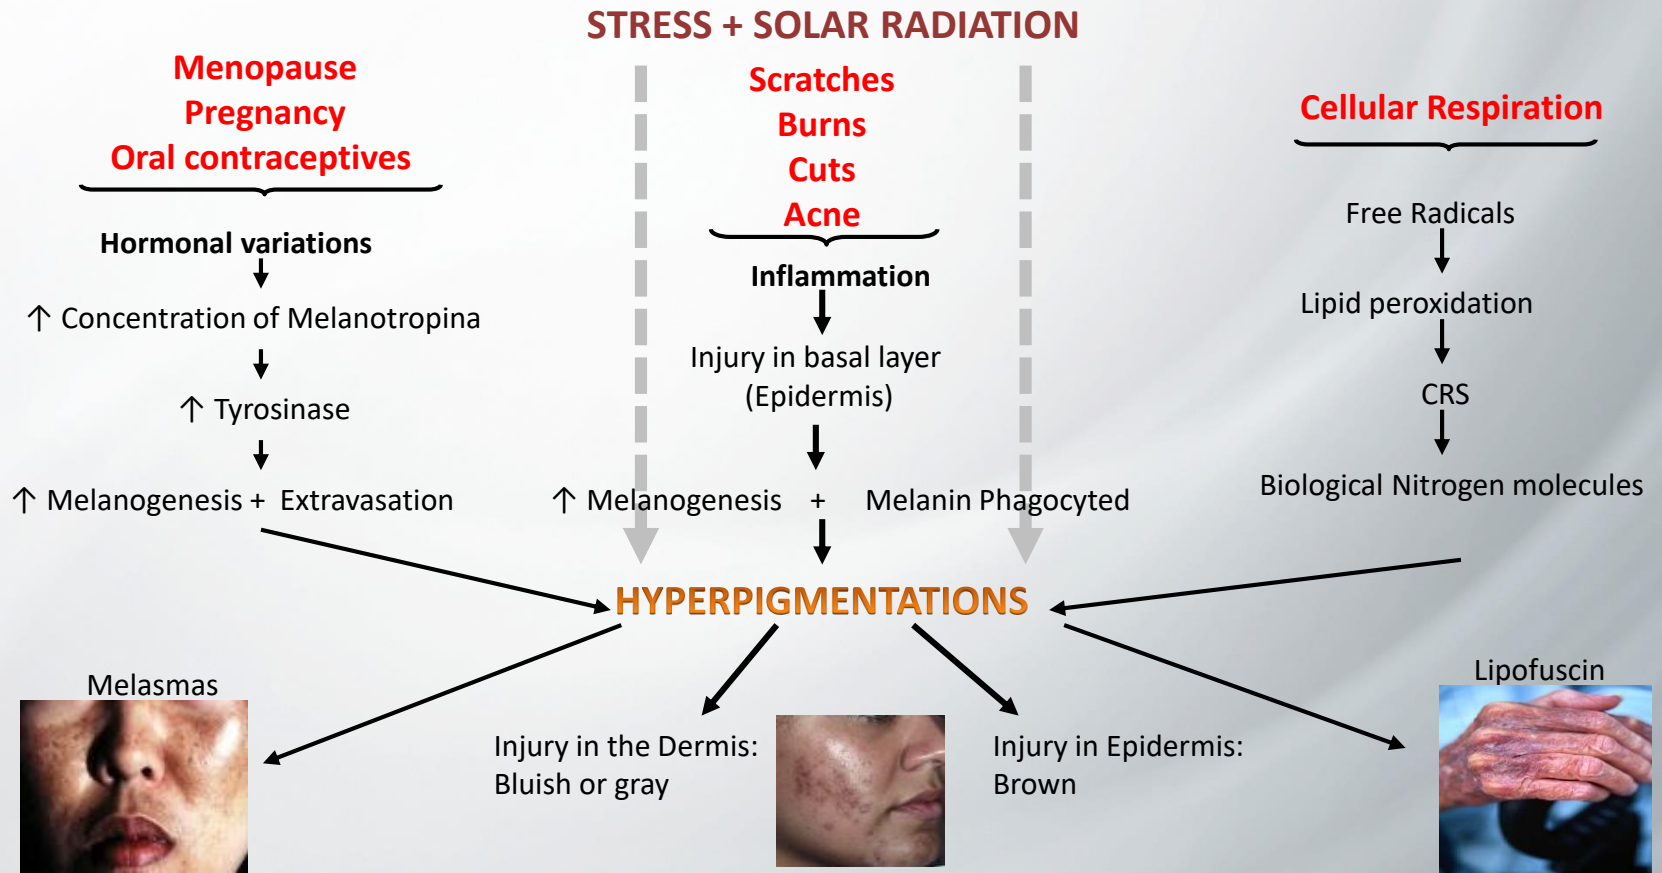 STRESS + SOLAR RADIATION
Menopause
Pregnancy
Oral contraceptives
Hormonal variations
↑ Concentration of Melanotropina
↑ Tyrosinase
↑ Melanogenesis + Extravasation
Scratches
Burns
Cuts
Acne
Inflammation
Injury in basal layer
(Epidermis)
↑ Melanogenesis + Melanin Phagocyted
Cellular Respiration
Free Radicals
Lipid peroxidation
CRS
Biological Nitrogen molecules
HYPERPIGMENTATIONS
Melasmas
Injury in the Dermis:
Bluish or gray
Injury in Epidermis:
Brown
Lipofuscin